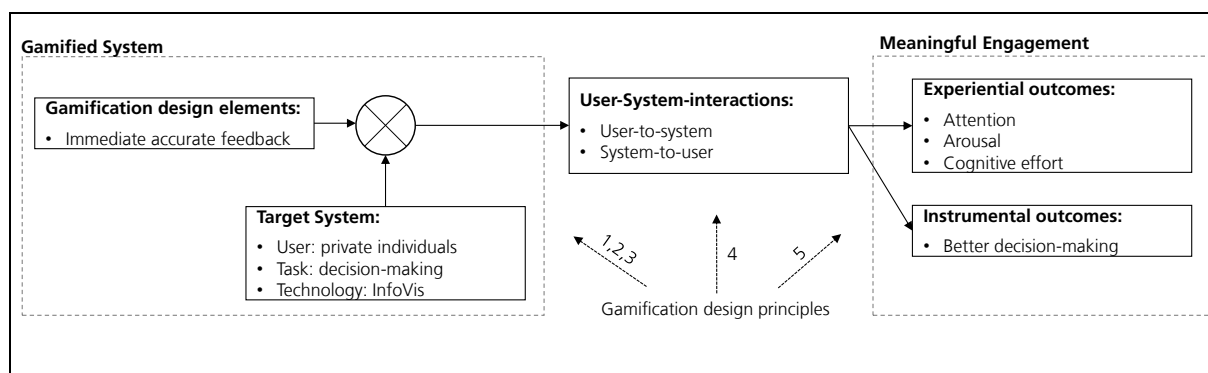 Gamified System
Gamification design elements:
• Immediate accurate feedback
Target System:
• User: private individuals
• Task: decision-making
• Technology: InfoVis
User-System-interactions:
• User-to-system
• System-to-user
1,2,3
4
5
Gamification design principles
Meaningful Engagement
Experiential outcomes:
• Attention
• Arousal
• Cognitive effort
Instrumental outcomes:
• Better decision-making